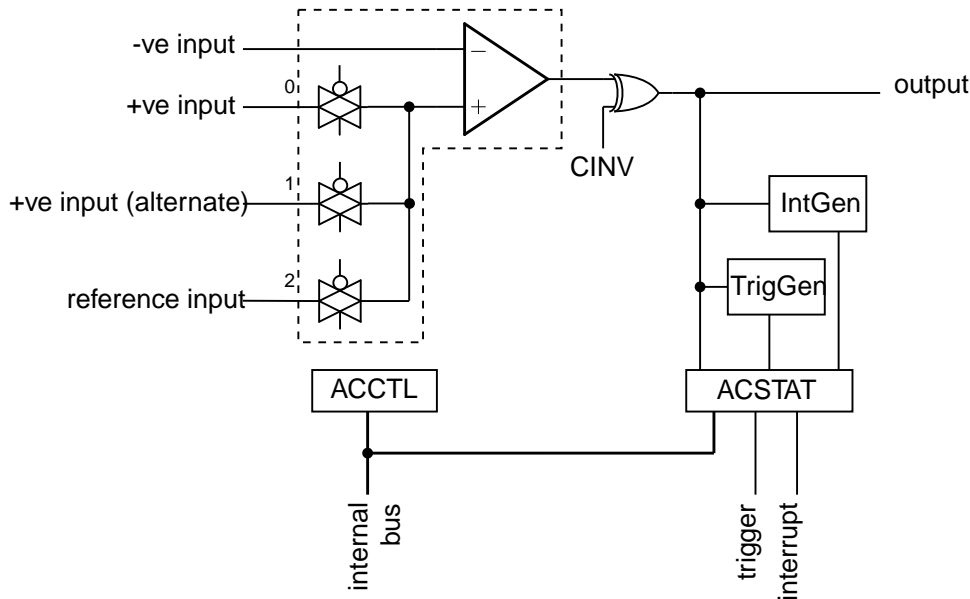 -ve input
−
output
0
+ve input
+
CINV
1
+ve input (alternate)
IntGen
2
reference input
TrigGen
ACCTL
ACSTAT
internal
bus
trigger
interrupt